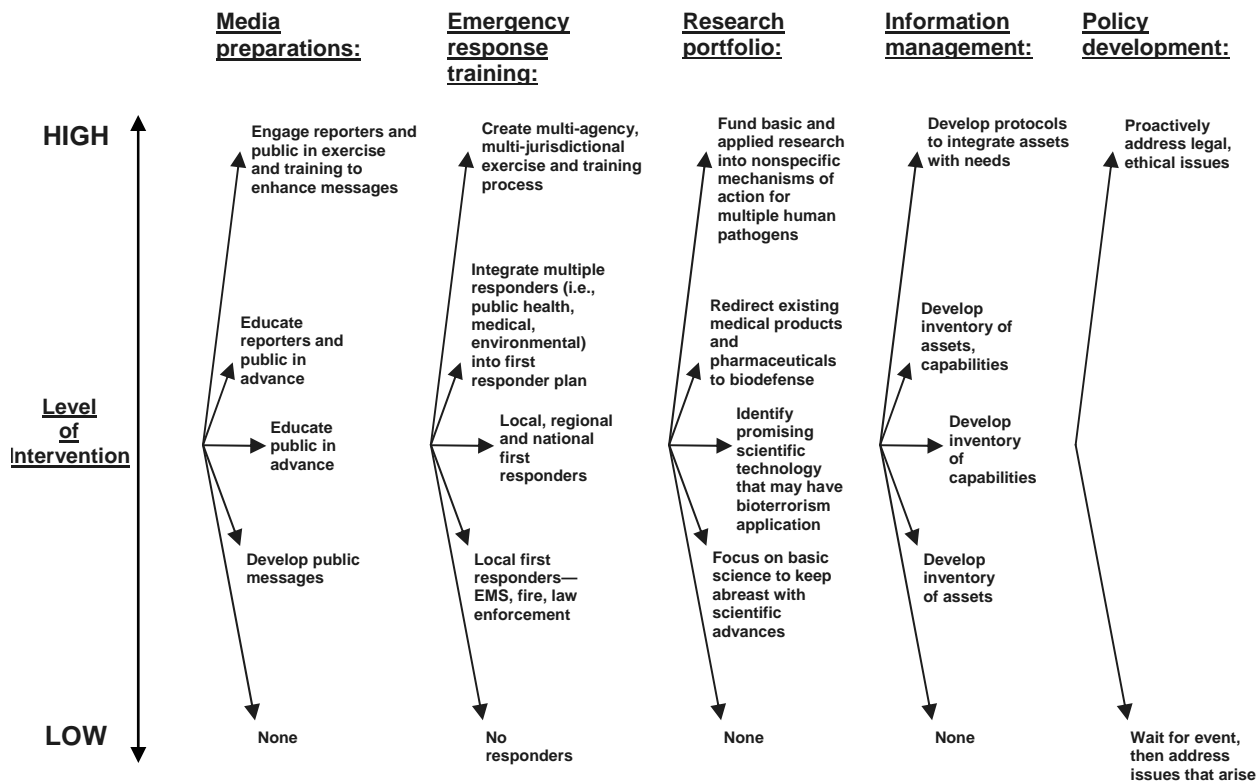 Media
preparations:
Emergency
response
training:
Research
portfolio:
Information
management:
Policy
development:
HIGH
Engage reporters and
public in exercise
and training to
enhance messages
Create multi-agency,
multi-jurisdictional
exercise and training
process
Fund basic and
applied research
into nonspecific
mechanisms of
action for
multiple human
pathogens
Develop protocols
to integrate assets
with needs
Proactively
address legal,
ethical issues
Educate
reporters and
public in
advance
Integrate multiple
responders (i.e.,
public health,
medical,
environmental)
into first
responder plan
Redirect existing
medical products
and
pharmaceuticals
to biodefense
Develop
inventory of
assets,
capabilities
Level
of
Intervention
Educate
public in
advance
Local, regional
and national
first
responders
Identify
promising
scientific
technology
that may have
bioterrorism
application
Develop
inventory
of
capabilities
Develop public
messages
Local first
responders—
EMS, fire, law
enforcement
Focus on basic
science to keep
abreast with
scientific
advances
Develop
inventory
of assets
LOW
None
No
responders
None
None
Wait for event,
then address
issues that arise